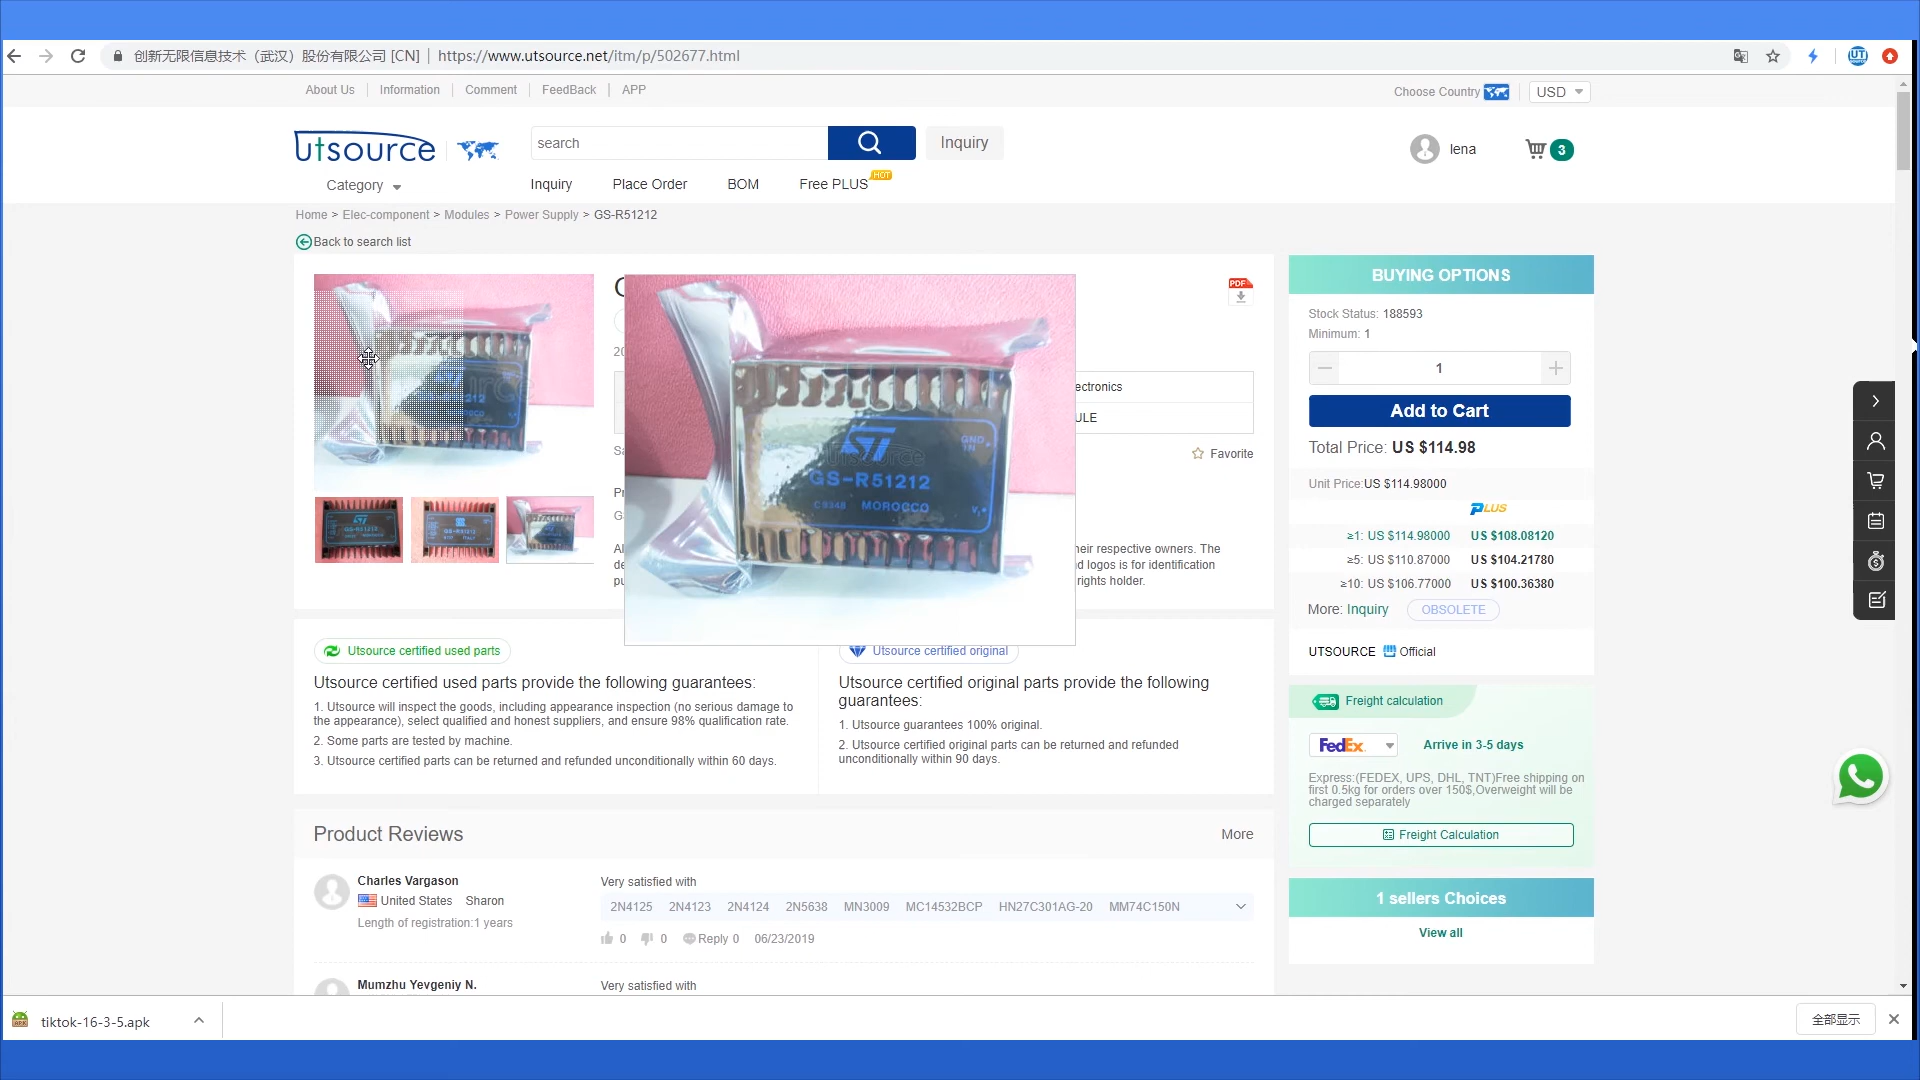 创新无限信息技术（武汉）股份有限公司 [CN] | https://www.utsource.net/itm/p/502677.html
About Us
Information
Comment
FeedBack
APP
Choose Country
USD
utsource
search
Inquiry
lena
3
Category
Inquiry
Place Order
BOM
Free PLUS
HOT
Home > Elec-component > Modules > Power Supply > GS-R51212
Back to search list
PDF
20
ectronics
ULE
Sa
Favorite
Pr
G
Al
heir respective owners. The
de
d logos is for identification
pu
rights holder.
ST
utsource
GND
IN
GS-R51212
MOROCCO
GS-R51212
GS-R51212
BUYING OPTIONS
Stock Status: 188593
Minimum: 1
1
Add to Cart
Total Price: US $114.98
Unit Price:US $114.98000
PLUS
≥1: US $114.98000 US $108.08120
≥5: US $110.87000 US $104.21780
≥10: US $106.77000 US $100.36380
More: Inquiry OBSOLETE
UTSOURCE Official
Freight calculation
FedEx. Arrive in 3-5 days
Express:(FEDEX, UPS, DHL, TNT)Free shipping on
first 0.5kg for orders over 150$,Overweight will be
charged separately
Freight Calculation
1 sellers Choices
View all
Utsource certified used parts
Utsource certified used parts provide the following guarantees:
1. Utsource will inspect the goods, including appearance inspection (no serious damage to
the appearance), select qualified and honest suppliers, and ensure 98% qualification rate.
2. Some parts are tested by machine.
3. Utsource certified parts can be returned and refunded unconditionally within 60 days.
Utsource certified original
Utsource certified original parts provide the following
guarantees:
1. Utsource guarantees 100% original.
2. Utsource certified original parts can be returned and refunded
unconditionally within 90 days.
Product Reviews
More
Charles Vargason
United States Sharon
Length of registration:1 years
Very satisfied with
2N4125 2N4123 2N4124 2N5638 MN3009 MC14532BCP HN27C301AG-20 MM74C150N
0 0 Reply 0 06/23/2019
Mumzhu Yevgeniy N.
Very satisfied with
tiktok-16-3-5.apk
全部显示